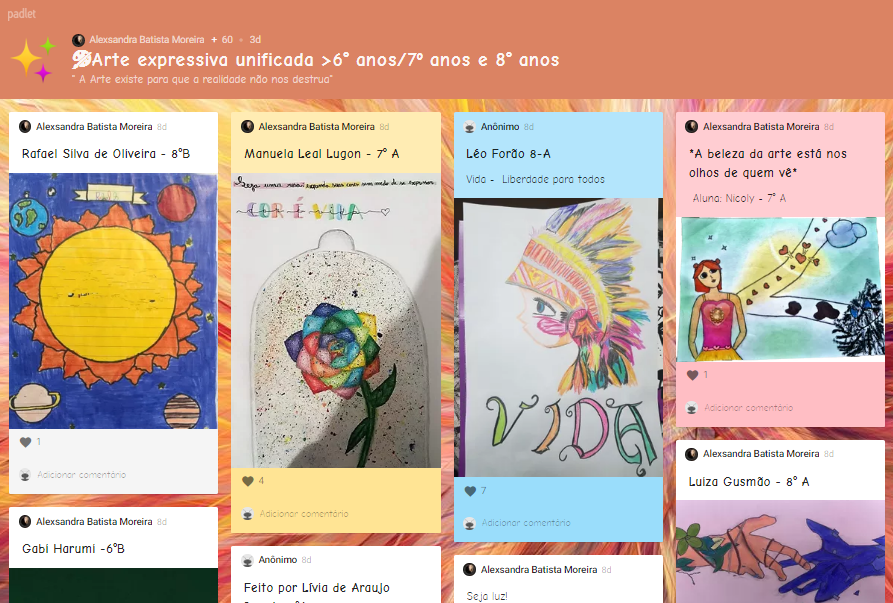 padlet
Alexsandra Batista Moreira + 60 • 3d
Arte expressiva unificada >6° anos/7º anos e 8° anos
" A Arte existe para que a realidade não nos destrua"
Alexsandra Batista Moreira 8d
Rafael Silva de Oliveira - 8°B
1
Adicionar comentário
Alexsandra Batista Moreira 8d
Gabi Harumi -6°B
Alexsandra Batista Moreira 8d
Manuela Leal Lugon - 7° A
COR É VIDA
4
Adicionar comentário
Anônimo 8d
Feito por Lívia de Araujo
Anônimo 8d
Léo Forão 8-A
Vida - Liberdade para todos
VIDA
7
Adicionar comentário
Alexsandra Batista Moreira 8d
Seja luz!
Alexsandra Batista Moreira 8d
*A beleza da arte está nos
olhos de quem vê*
Aluna: Nicoly - 7° A
1
Adicionar comentário
Alexsandra Batista Moreira 8d
Luiza Gusmão - 8° A